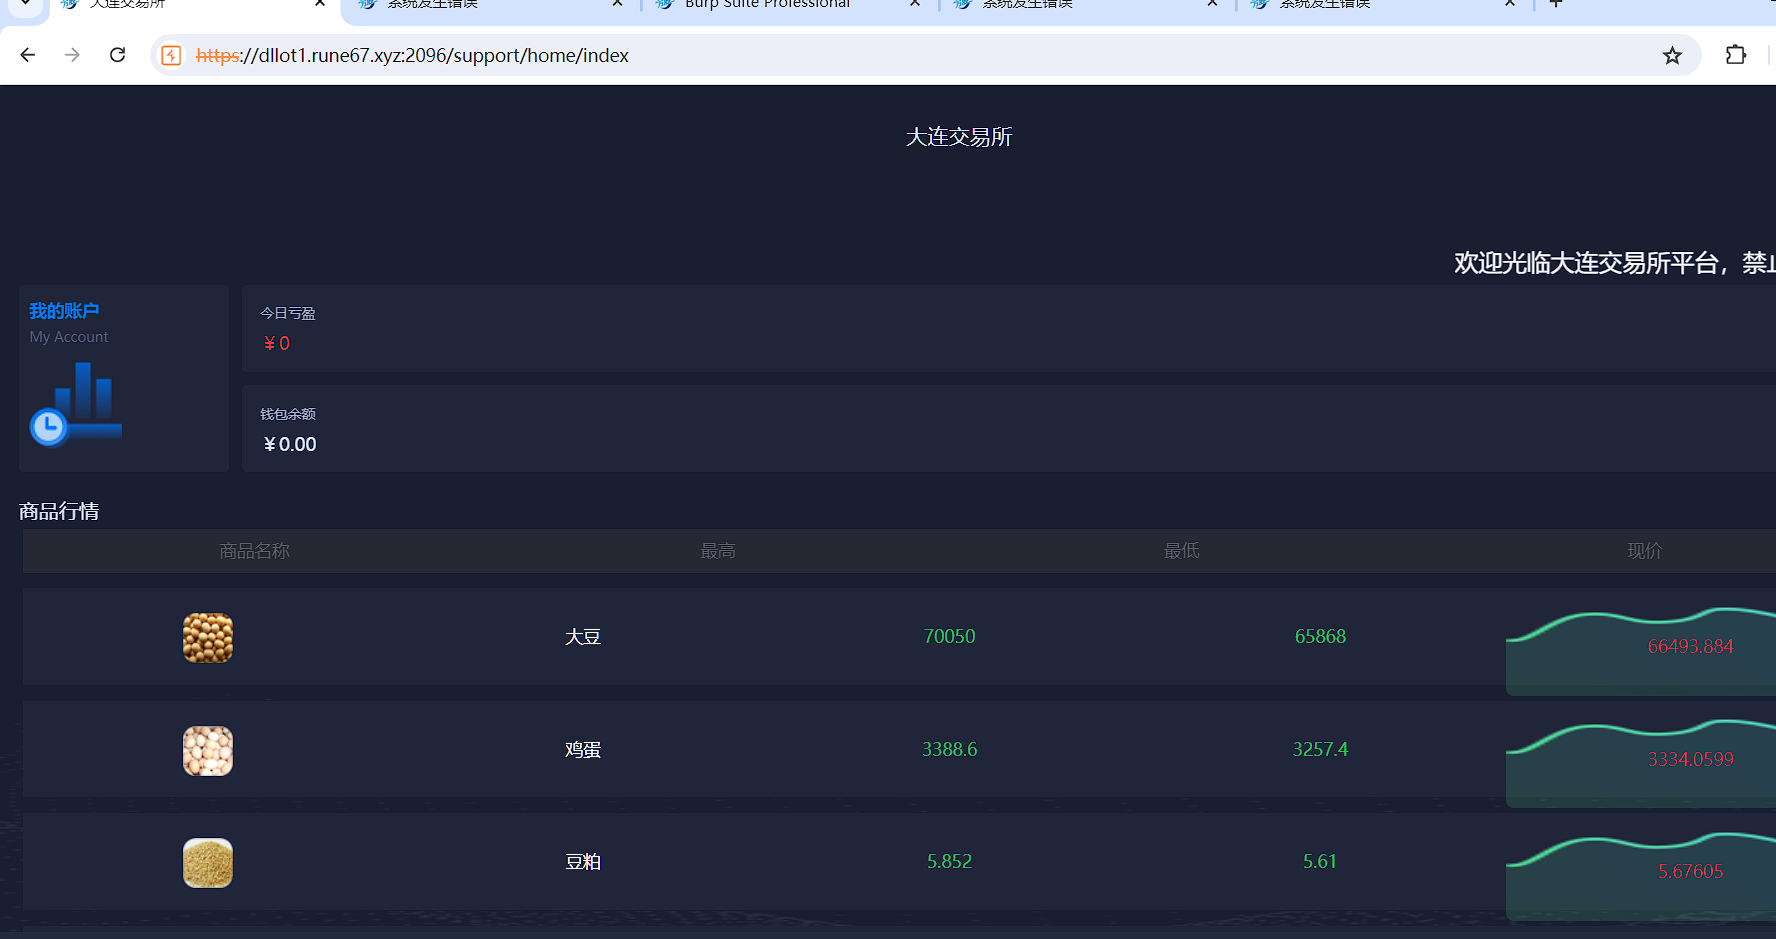 大连交易所
系统发生错误
Burp Suite Professional
系统发生错误
系统发生错误
https://dllot1.rune67.xyz:2096/support/home/index
大连交易所
欢迎光临大连交易所平台，禁止
我的账户
My Account
今日亏盈
¥0
钱包余额
¥0.00
商品行情
商品名称 最高 最低 现价
大豆 70050 65868 66493.884
鸡蛋 3388.6 3257.4 3334.0599
豆粕 5.852 5.61 5.67605